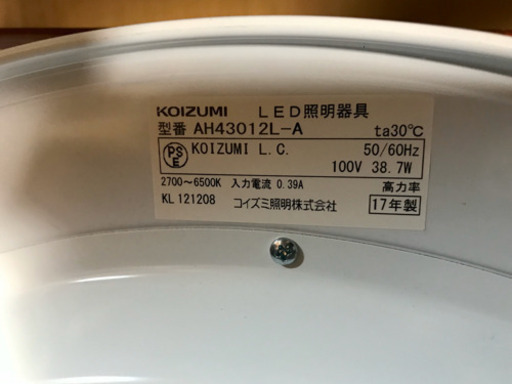 KOIZUMI LED照明器具
型番 AH43012L-A ta30℃
PSE KOIZUMI L.C. 50/60Hz
100V 38.7W
2700～6500K 入力電流 0.39A 高力率
KL 121208 コイズミ照明株式会社 17年製